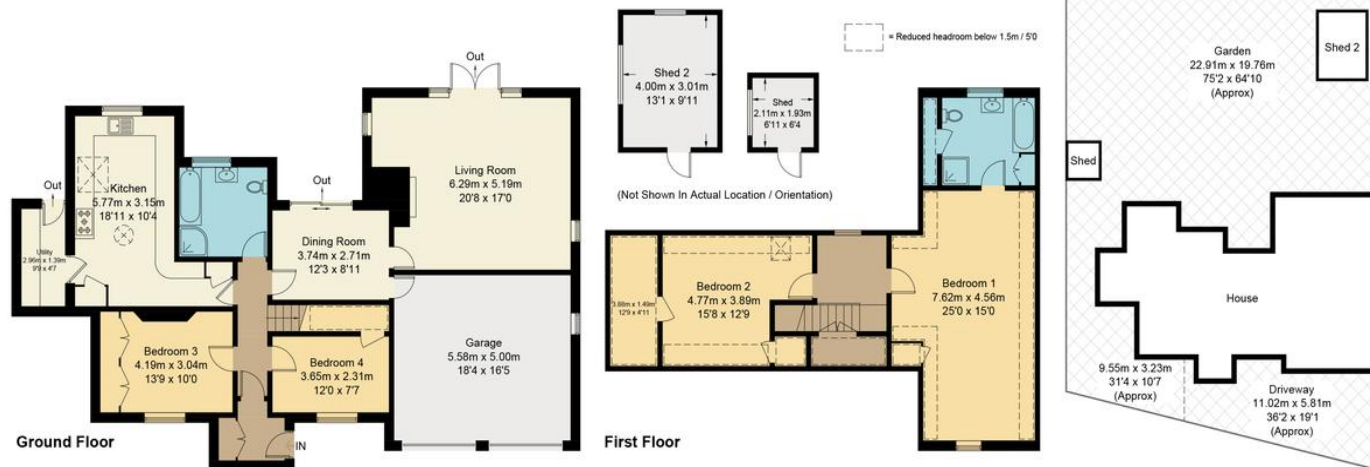 Out
Kitchen
5.77m x 3.15m
18'11 x 10'4
Out
Utility
2.96m x 1.39m
9'9 x 4'7
Out
Dining Room
3.74m x 2.71m
12'3 x 8'11
Out
Living Room
6.29m x 5.19m
20'8 x 17'0
Bedroom 3
4.19m x 3.04m
13'9 x 10'0
Bedroom 4
3.65m x 2.31m
12'0 x 7'7
Garage
5.58m x 5.00m
18'4 x 16'5
IN
Ground Floor
Shed 2
4.00m x 3.01m
13'1 x 9'11
Shed
2.11m x 1.93m
6'11 x 6'4
(Not Shown In Actual Location / Orientation)
= Reduced headroom below 1.5m / 5'0
3.88m x 1.49m
12'9 x 4'11
Bedroom 2
4.77m x 3.89m
15'8 x 12'9
Bedroom 1
7.62m x 4.56m
25'0 x 15'0
First Floor
Garden
22.91m x 19.76m
75'2 x 64'10
(Approx)
Shed 2
Shed
House
9.55m x 3.23m
31'4 x 10'7
(Approx)
Driveway
11.02m x 5.81m
36'2 x 19'1
(Approx)